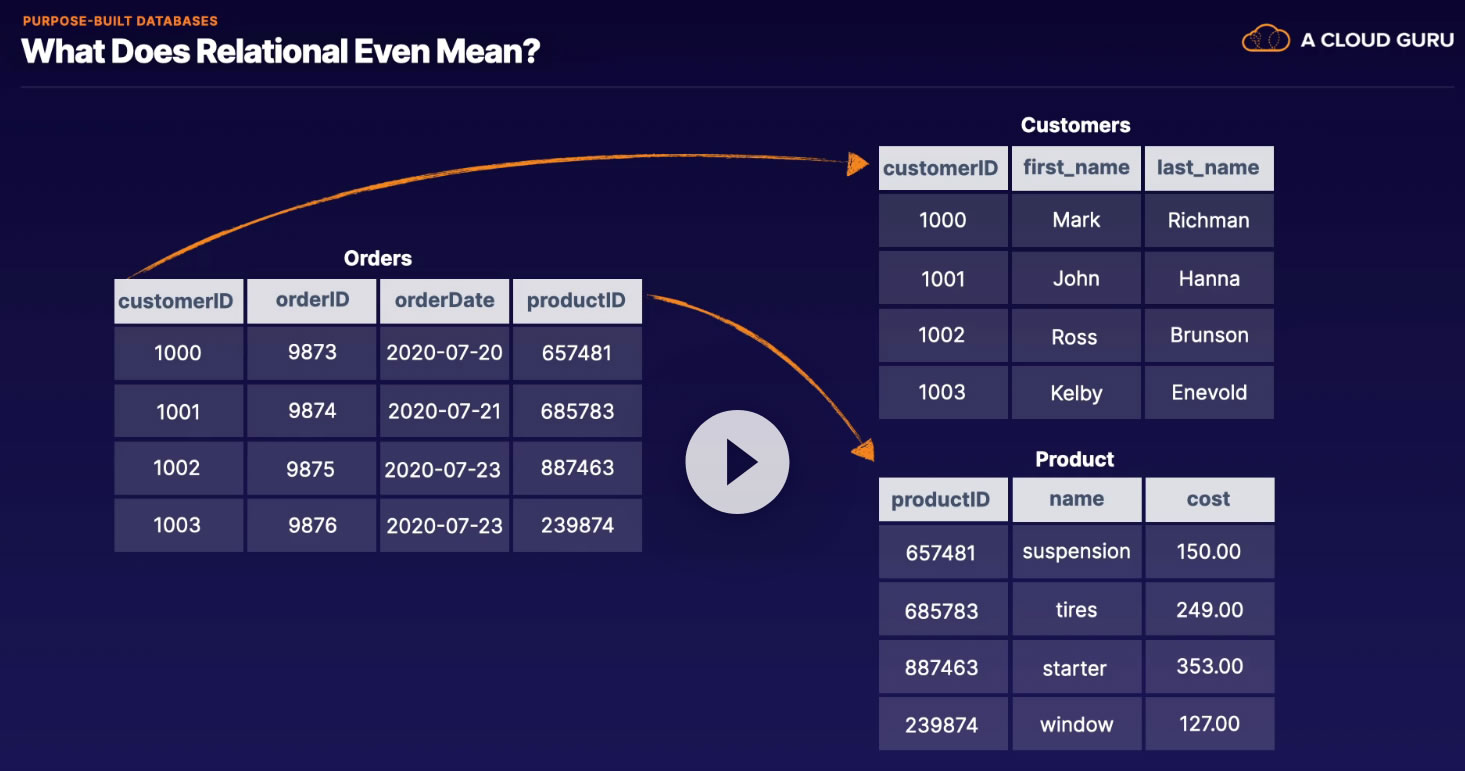 PURPOSE-BUILT DATABASES
What Does Relational Even Mean?
A CLOUD GURU
Orders
customerID orderID orderDate productID
1000 9873 2020-07-20 657481
1001 9874 2020-07-21 685783
1002 9875 2020-07-23 887463
1003 9876 2020-07-23 239874
Customers
customerID first_name last_name
1000 Mark Richman
1001 John Hanna
1002 Ross Brunson
1003 Kelby Enevold
Product
productID name cost
657481 suspension 150.00
685783 tires 249.00
887463 starter 353.00
239874 window 127.00